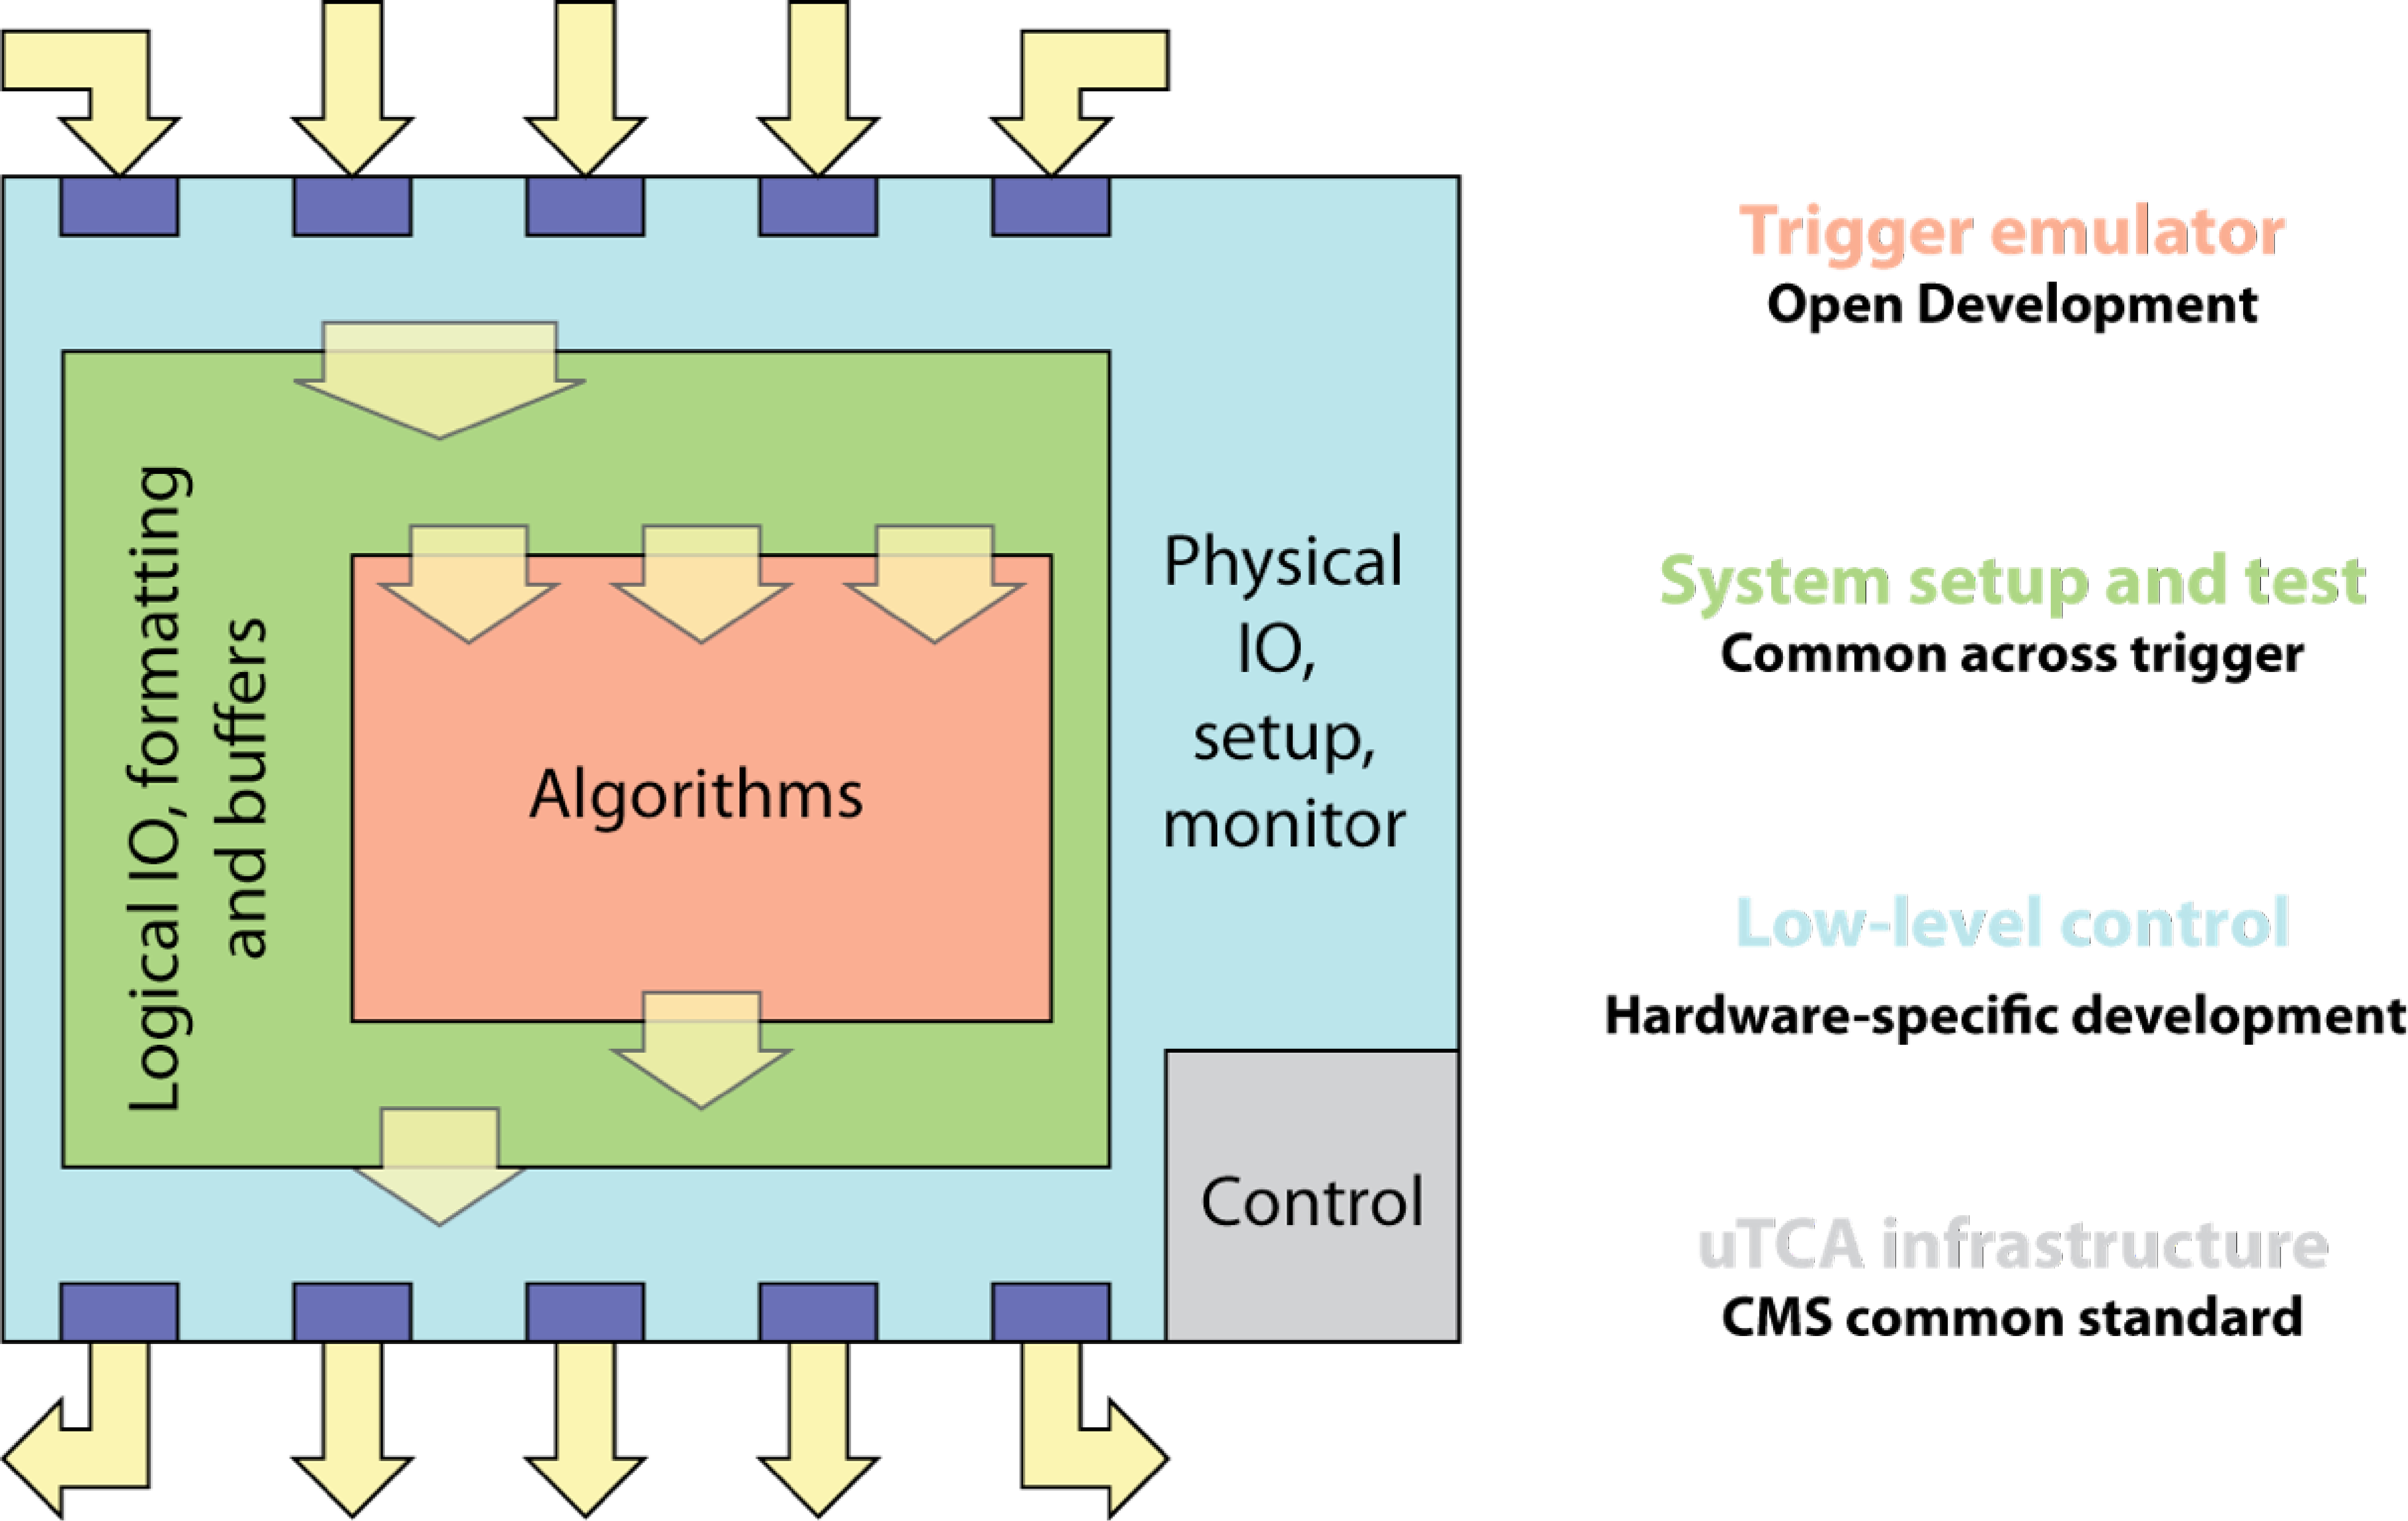 Logical IO, formatting
and buffers
Algorithms
Physical
IO,
setup,
monitor
Control
Trigger emulator
Open Development
System setup and test
Common across trigger
Low-level control
Hardware-specific development
uTCA infrastructure
CMS common standard